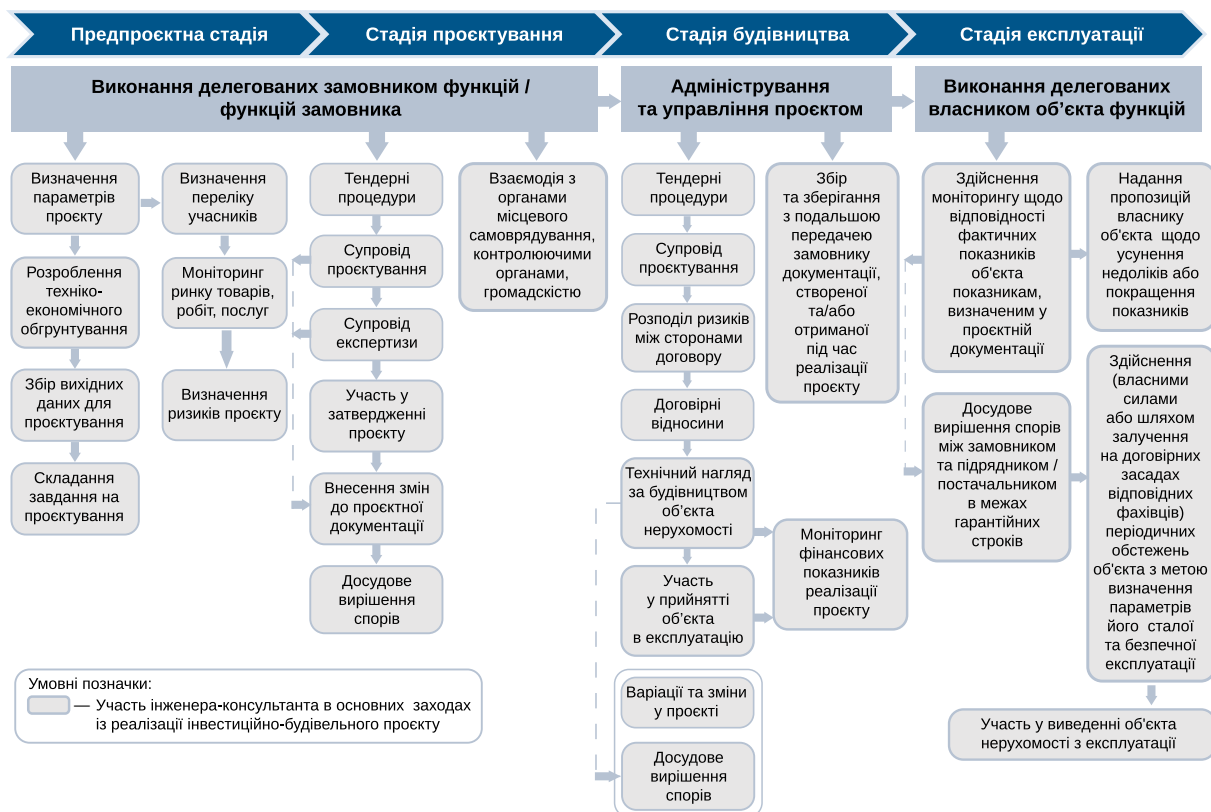 Предпроєктна стадія
Стадія проєктування
Стадія будівництва
Стадія експлуатації
Виконання делегованих замовником функцій /
функцій замовника
Адміністрування
та управління проєктом
Виконання делегованих
власником об’єкта функцій
Визначення
параметрів
проєкту
Розроблення
техніко-
економічного
обгрунтування
Збір вихідних
даних для
проєктування
Складання
завдання на
проєктування
Визначення
переліку
учасників
Моніторинг
ринку товарів,
робіт, послуг
Визначення
ризиків проєкту
Тендерні
процедури
Супровід
проєктування
Супровід
експертизи
Участь у
затвердженні
проєкту
Внесення змін
до проєктної
документації
Досудове
вирішення
спорів
Взаємодія з
органами
місцевого
самоврядування,
контролюючими
органами,
громадскістю
Тендерні
процедури
Супровід
проєктування
Розподіл ризиків
між сторонами
договору
Договірні
відносини
Технічний нагляд
за будівництвом
об’єкта
нерухомості
Участь
у прийнятті
об’єкта
в експлуатацію
Варіації та зміни
у проєкті
Досудове
вирішення
спорів
Збір
та зберігання
з подальшою
передачею
замовнику
документації,
створеної
та/або
отриманої
під час
реалізації
проєкту
Моніторинг
фінансових
показників
реалізації
проєкту
Здійснення
моніторингу щодо
відповідності
фактичних
показників
об'єкта
показникам,
визначеним у
проєктній
документації
Досудове
вирішення спорів
між замовником
та підрядником /
постачальником
в межах
гарантійних
строків
Надання
пропозицій
власнику
об'єкта щодо
усунення
недоліків або
покращення
показників
Здійснення
(власними
силами
або шляхом
залучення
на договірних
засадах
відповідних
фахівців)
періодичних
обстежень
об'єкта з метою
визначення
параметрів
його сталої
та безпечної
експлуатації
Участь у виведенні об'єкта
нерухомості з експлуатації
Умовні позначки:
— Участь інженера-консультанта в основних заходах
із реалізації інвестиційно-будівельного проєкту